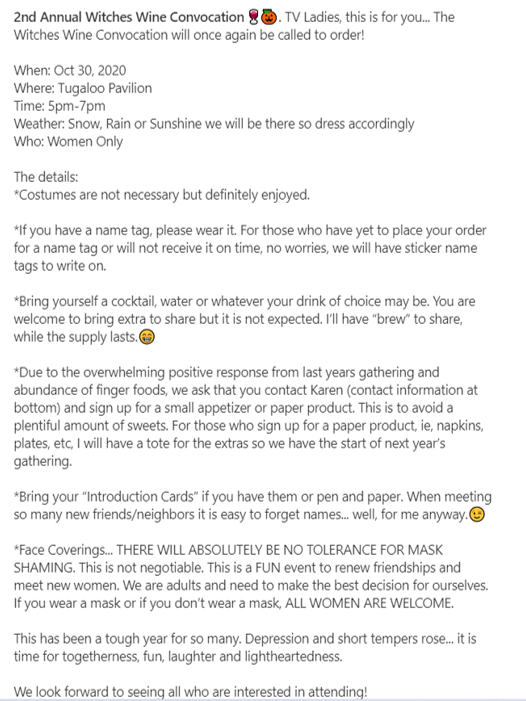 2nd Annual Witches Wine Convocation 🍷🎃. TV Ladies, this is for you... The
Witches Wine Convocation will once again be called to order!
When: Oct 30, 2020
Where: Tugaloo Pavilion
Time: 5pm-7pm
Weather: Snow, Rain or Sunshine we will be there so dress accordingly
Who: Women Only
The details:
*Costumes are not necessary but definitely enjoyed.
*If you have a name tag, please wear it. For those who have yet to place your order
for a name tag or will not receive it on time, no worries, we will have sticker name
tags to write on.
*Bring yourself a cocktail, water or whatever your drink of choice may be. You are
welcome to bring extra to share but it is not expected. I'll have "brew" to share,
while the supply lasts.😁
*Due to the overwhelming positive response from last years gathering and
abundance of finger foods, we ask that you contact Karen (contact information at
bottom) and sign up for a small appetizer or paper product. This is to avoid a
plentiful amount of sweets. For those who sign up for a paper product, ie, napkins,
plates, etc, I will have a tote for the extras so we have the start of next year's
gathering.
*Bring your "Introduction Cards" if you have them or pen and paper. When meeting
so many new friends/neighbors it is easy to forget names... well, for me anyway.😉
*Face Coverings... THERE WILL ABSOLUTELY BE NO TOLERANCE FOR MASK
SHAMING. This is not negotiable. This is a FUN event to renew friendships and
meet new women. We are adults and need to make the best decision for ourselves.
If you wear a mask or if you don't wear a mask, ALL WOMEN ARE WELCOME.
This has been a tough year for so many. Depression and short tempers rose... it is
time for togetherness, fun, laughter and lightheartedness.
We look forward to seeing all who are interested in attending!